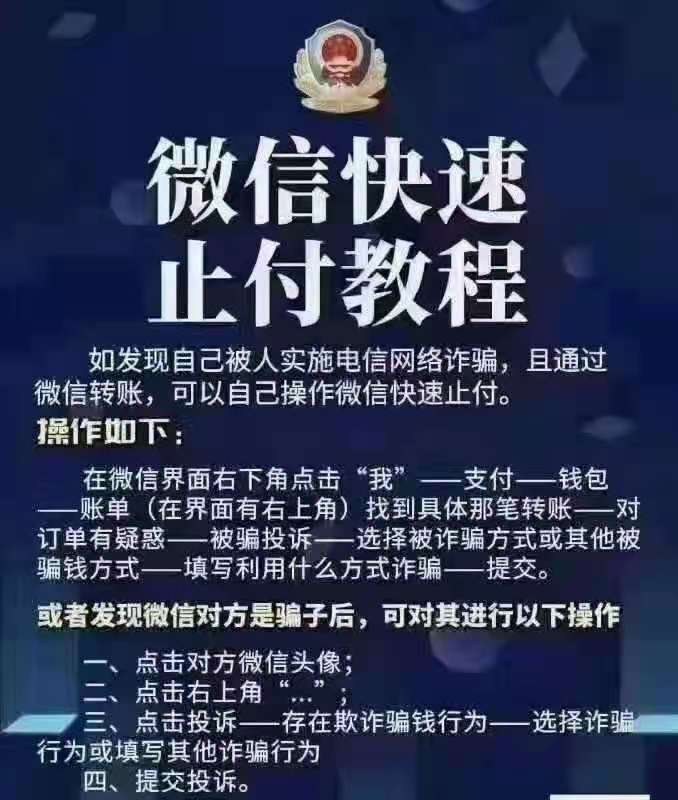 微信快速
止付教程
如发现自己被人实施电信网络诈骗，且通过
微信转账，可以自己操作微信快速止付。
操作如下：
在微信界面右下角点击“我”——支付——钱包
——账单（在界面有右上角）找到具体那笔转账——对
订单有疑惑——被骗投诉——选择被诈骗方式或其他被
骗钱方式——填写利用什么方式诈骗——提交。
或者发现微信对方是骗子后，可对其进行以下操作
一、点击对方微信头像；
二、点击右上角“...”；
三、点击投诉——存在欺诈骗钱行为——选择诈骗
行为或填写其他诈骗行为
四、提交投诉。